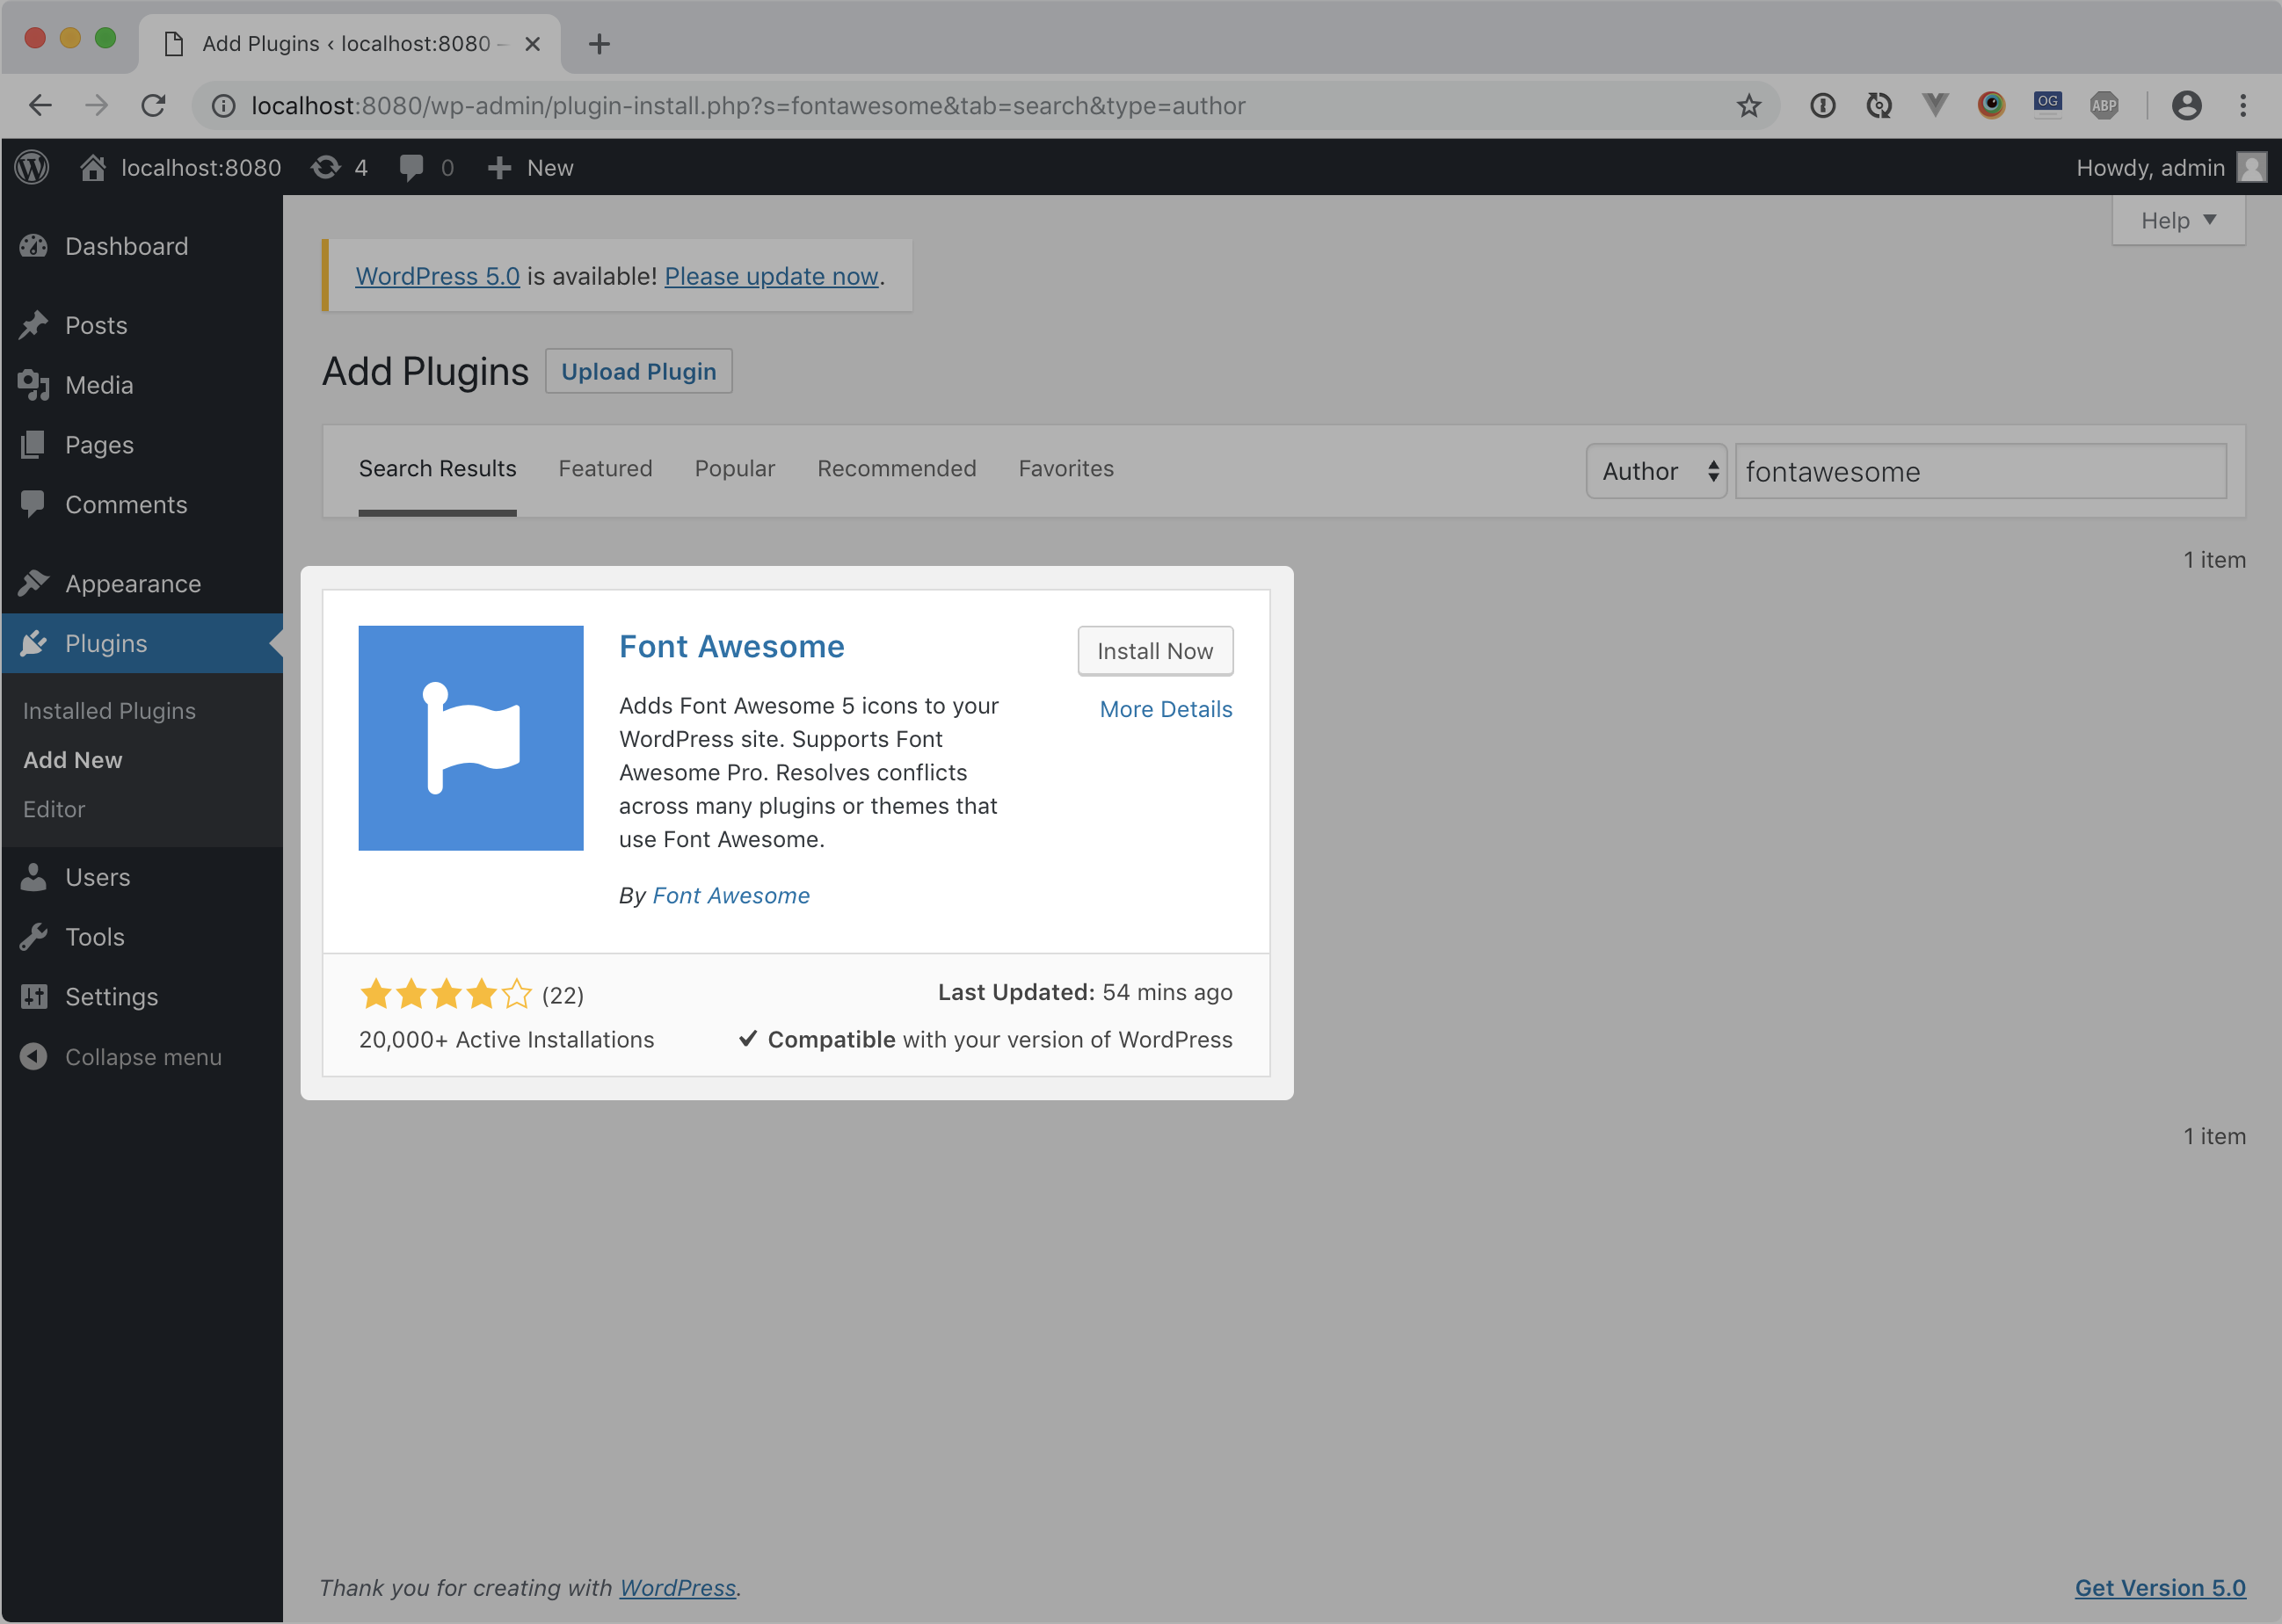 Add Plugins ‹ localhost:8080 –
localhost:8080/wp-admin/plugin-install.php?s=fontawesome&tab=search&type=author
OG
ABP
localhost:8080
4
0
New
Howdy, admin
Help
Dashboard
Posts
Media
Pages
Comments
Appearance
Plugins
Installed Plugins
Add New
Editor
Users
Tools
Settings
Collapse menu
WordPress 5.0 is available! Please update now.
Add Plugins
Upload Plugin
Search Results
Featured
Popular
Recommended
Favorites
Author
fontawesome
1 item
Font Awesome
Install Now
More Details
Adds Font Awesome 5 icons to your
WordPress site. Supports Font
Awesome Pro. Resolves conflicts
across many plugins or themes that
use Font Awesome.
By Font Awesome
(22)
Last Updated: 54 mins ago
20,000+ Active Installations
Compatible with your version of WordPress
1 item
Thank you for creating with WordPress.
Get Version 5.0